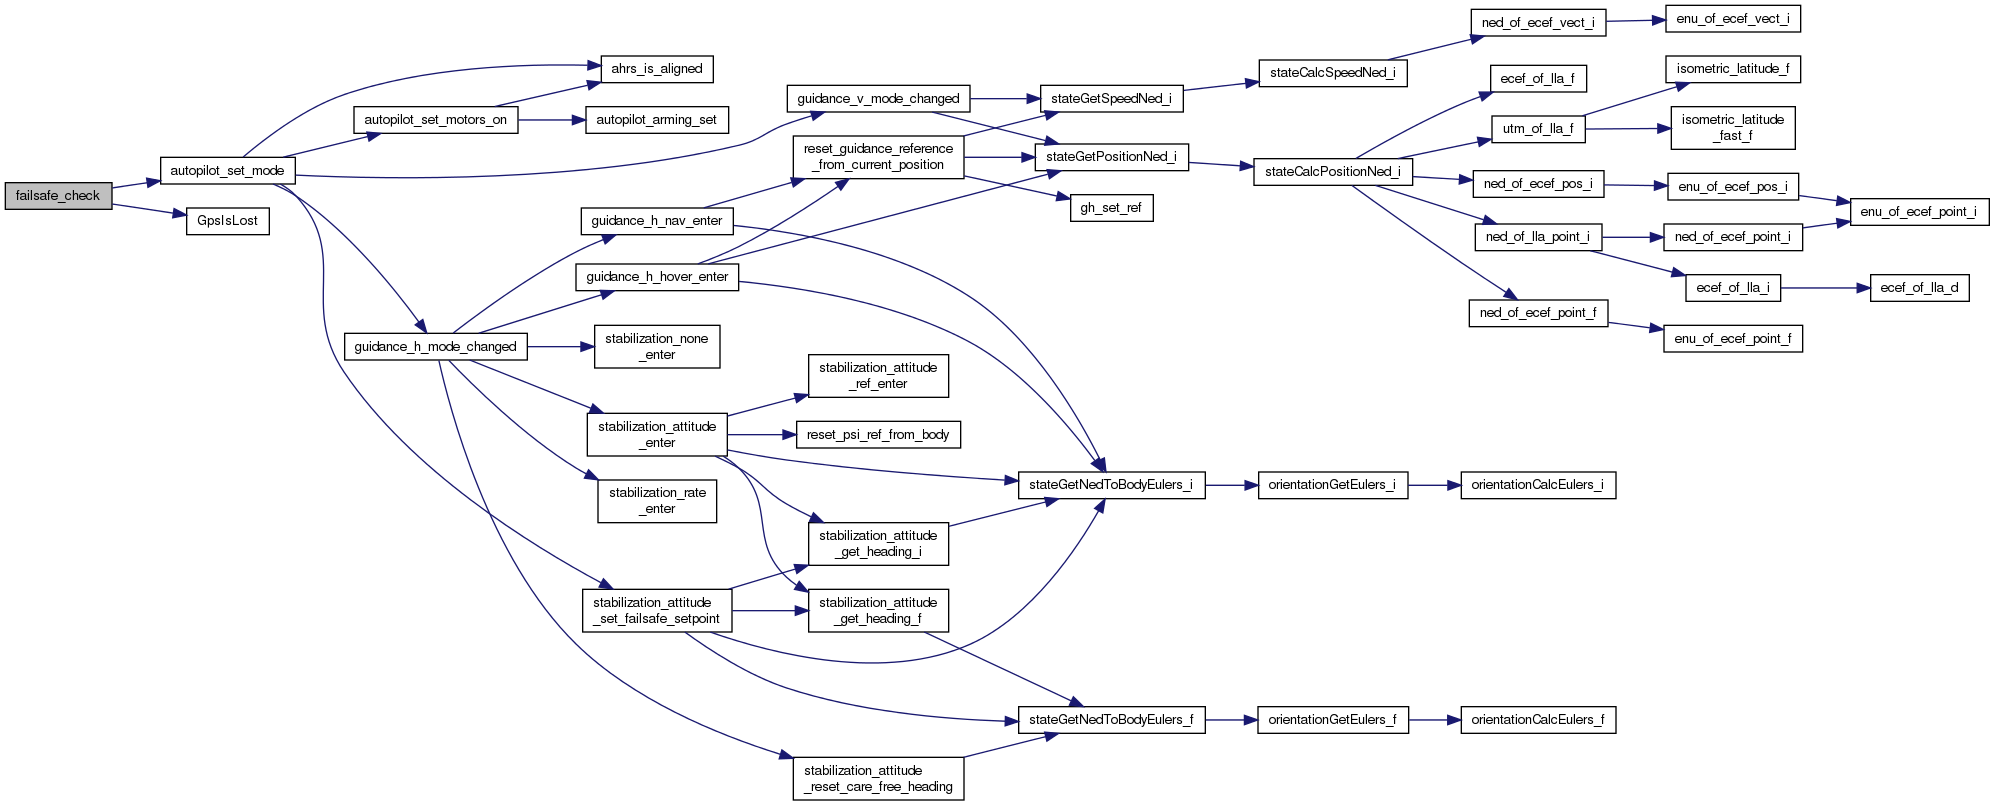 failsafe_check
autopilot_set_mode
GpsIsLost
ahrs_is_aligned
autopilot_set_motors_on
autopilot_arming_set
guidance_v_mode_changed
reset_guidance_reference
_from_current_position
guidance_h_nav_enter
guidance_h_hover_enter
guidance_h_mode_changed
stabilization_none
_enter
stabilization_attitude
_enter
stabilization_rate
_enter
stabilization_attitude
_set_failsafe_setpoint
stabilization_attitude
_ref_enter
reset_psi_ref_from_body
stabilization_attitude
_get_heading_i
stabilization_attitude
_get_heading_f
stabilization_attitude
_reset_care_free_heading
stateGetSpeedNed_i
stateGetPositionNed_i
gh_set_ref
stateGetNedToBodyEulers_i
stateGetNedToBodyEulers_f
stateCalcSpeedNed_i
stateCalcPositionNed_i
orientationGetEulers_i
orientationGetEulers_f
ned_of_ecef_vect_i
ecef_of_lla_f
utm_of_lla_f
ned_of_ecef_pos_i
ned_of_lla_point_i
ned_of_ecef_point_f
orientationCalcEulers_i
orientationCalcEulers_f
enu_of_ecef_vect_i
isometric_latitude_f
isometric_latitude
_fast_f
enu_of_ecef_pos_i
ned_of_ecef_point_i
ecef_of_lla_i
enu_of_ecef_point_f
enu_of_ecef_point_i
ecef_of_lla_d